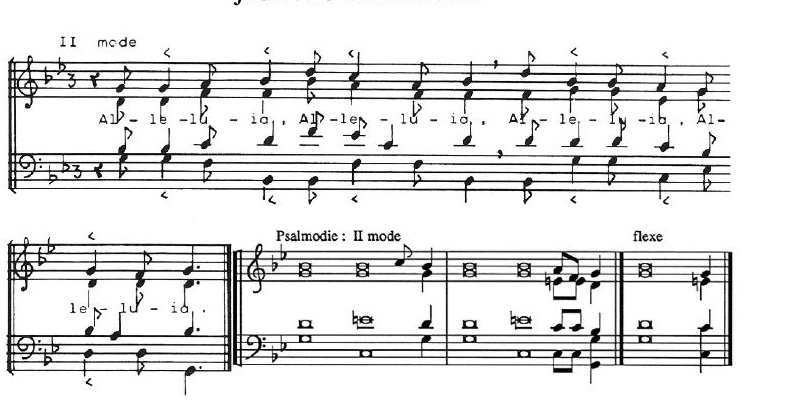 II mode
Al - le - lu - ia, Al - le - lu - ia, Al - le - lu - ia, Al-
le - lu - ia.
Psalmodie : II mode flexe